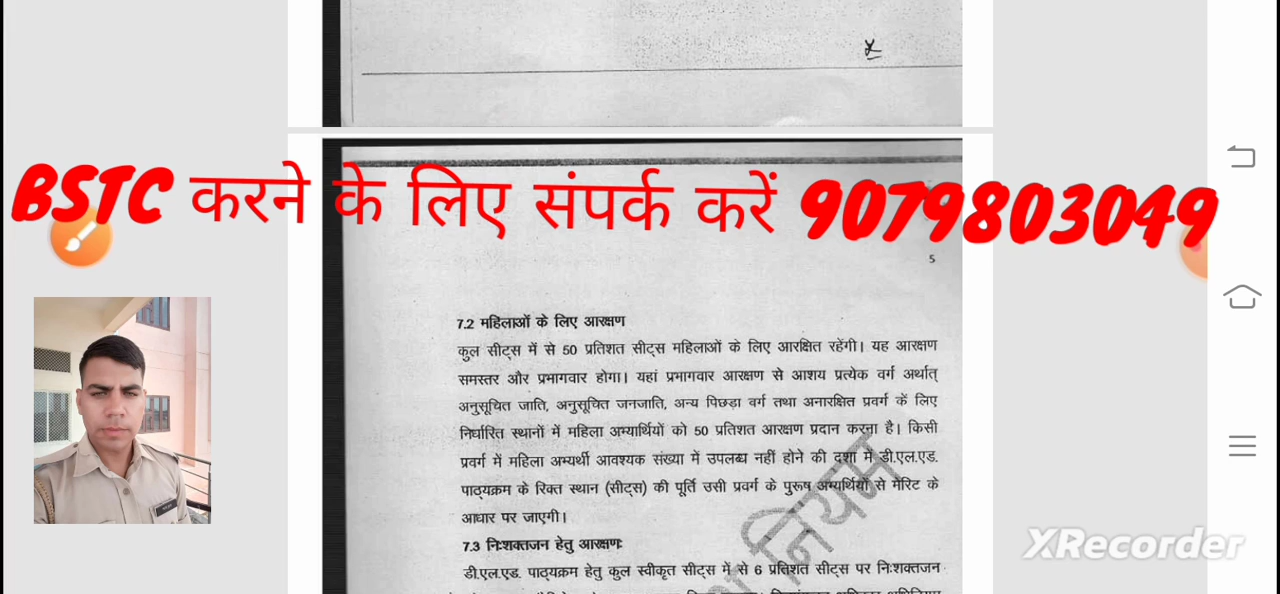 BSTC करने के लिए संपर्क करें 9079803049
5
7.2 महिलाओं के लिए आरक्षण
कुल सीट्स में से 50 प्रतिशत सीट्स महिलाओं के लिए आरक्षित रहेंगी। यह आरक्षण
समस्तर और प्रभागवार होगा। यहां प्रभागवार आरक्षण से आशय प्रत्येक वर्ग अर्थात्
अनुसूचित जाति, अनुसूचित जनजाति, अन्य पिछड़ा वर्ग तथा अनारक्षित प्रवर्ग कें लिए
निर्धारित स्थानों में महिला अभ्यार्थियों को 50 प्रतिशत आरक्षण प्रदान करना है। किसी
प्रवर्ग में महिला अभ्यर्थी आवश्यक संख्या में उपलब्ध नहीं होने की दशा में डी.एल.एड.
पाठ्यक्रम के रिक्त स्थान (सीट्स) की पूर्ति उसी प्रवर्ग के पुरूष अभ्यर्थियों से मेरिट के
आधार पर जाएगी।
7.3 निःशक्तजन हेतु आरक्षणः
डी.एल.एड. पाठ्यक्रम हेतु कुल स्वीकृत सीट्स में से 6 प्रतिशत सीट्स पर निःशक्तजन
नियम
XRecorder